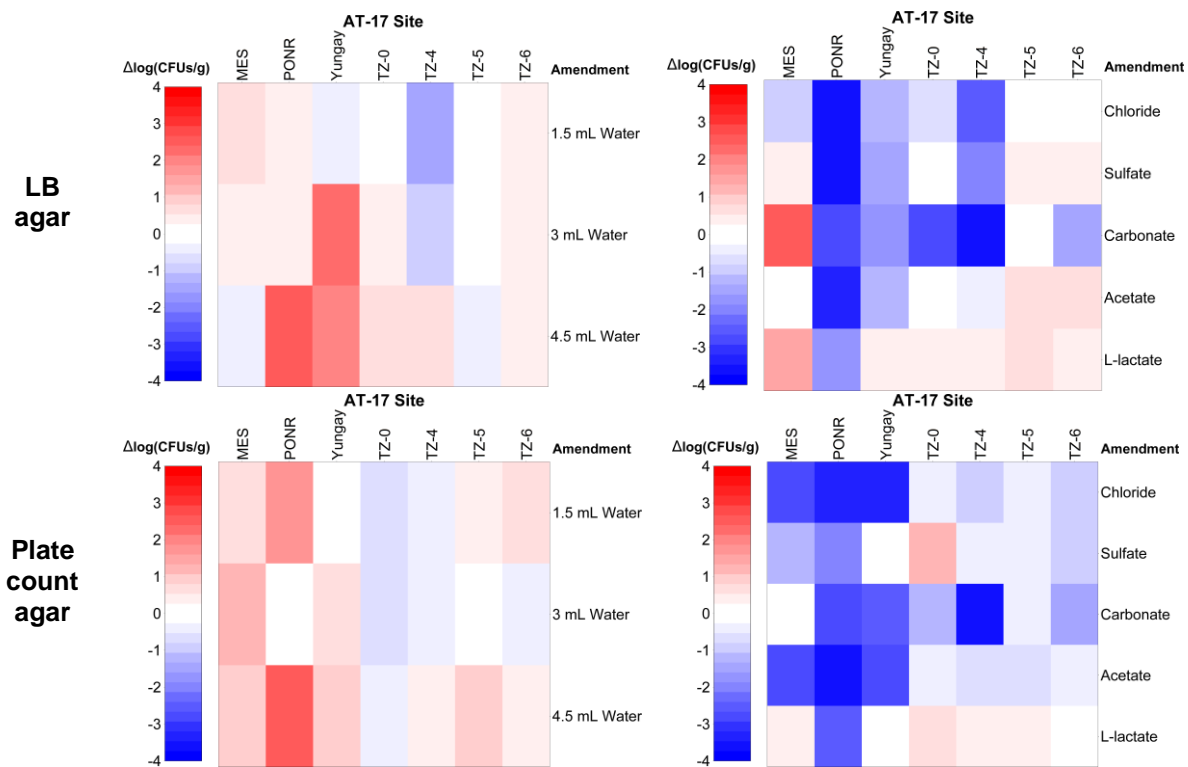 AT-17 Site
Δlog(CFUs/g)
MES
PONR
Yungay
TZ-0
TZ-4
TZ-5
TZ-6
Amendment
4
3
2
1
0
-1
-2
-3
-4
1.5 mL Water
3 mL Water
4.5 mL Water
LB
agar
AT-17 Site
Δlog(CFUs/g)
MES
PONR
Yungay
TZ-0
TZ-4
TZ-5
TZ-6
Amendment
4
3
2
1
0
-1
-2
-3
-4
Chloride
Sulfate
Carbonate
Acetate
L-lactate
AT-17 Site
Δlog(CFUs/g)
MES
PONR
Yungay
TZ-0
TZ-4
TZ-5
TZ-6
Amendment
4
3
2
1
0
-1
-2
-3
-4
1.5 mL Water
3 mL Water
4.5 mL Water
Plate
count
agar
AT-17 Site
Δlog(CFUs/g)
MES
PONR
Yungay
TZ-0
TZ-4
TZ-5
TZ-6
Amendment
4
3
2
1
0
-1
-2
-3
-4
Chloride
Sulfate
Carbonate
Acetate
L-lactate